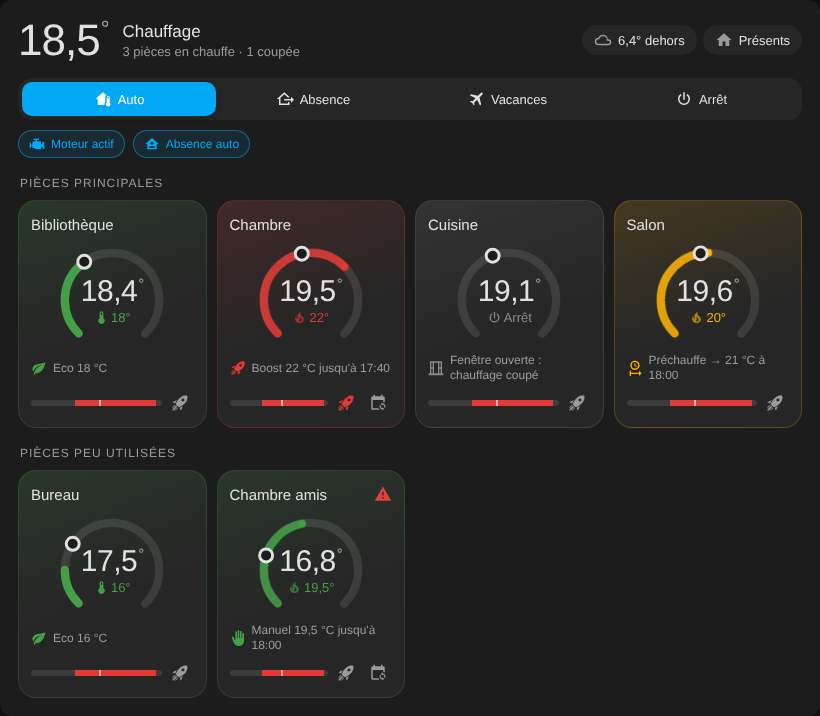 18,5°
Chauffage
3 pièces en chauffe · 1 coupée
6,4° dehors
Présents
Auto
Absence
Vacances
Arrêt
Moteur actif
Absence auto
PIÈCES PRINCIPALES
Bibliothèque
18,4°
18°
Eco 18 °C
Chambre
19,5°
22°
Boost 22 °C jusqu'à 17:40
Cuisine
19,1°
Arrêt
Fenêtre ouverte :
chauffage coupé
Salon
19,6°
20°
Préchauffe → 21 °C à
18:00
PIÈCES PEU UTILISÉES
Bureau
17,5°
16°
Eco 16 °C
Chambre amis
16,8°
19,5°
Manuel 19,5 °C jusqu'à
18:00